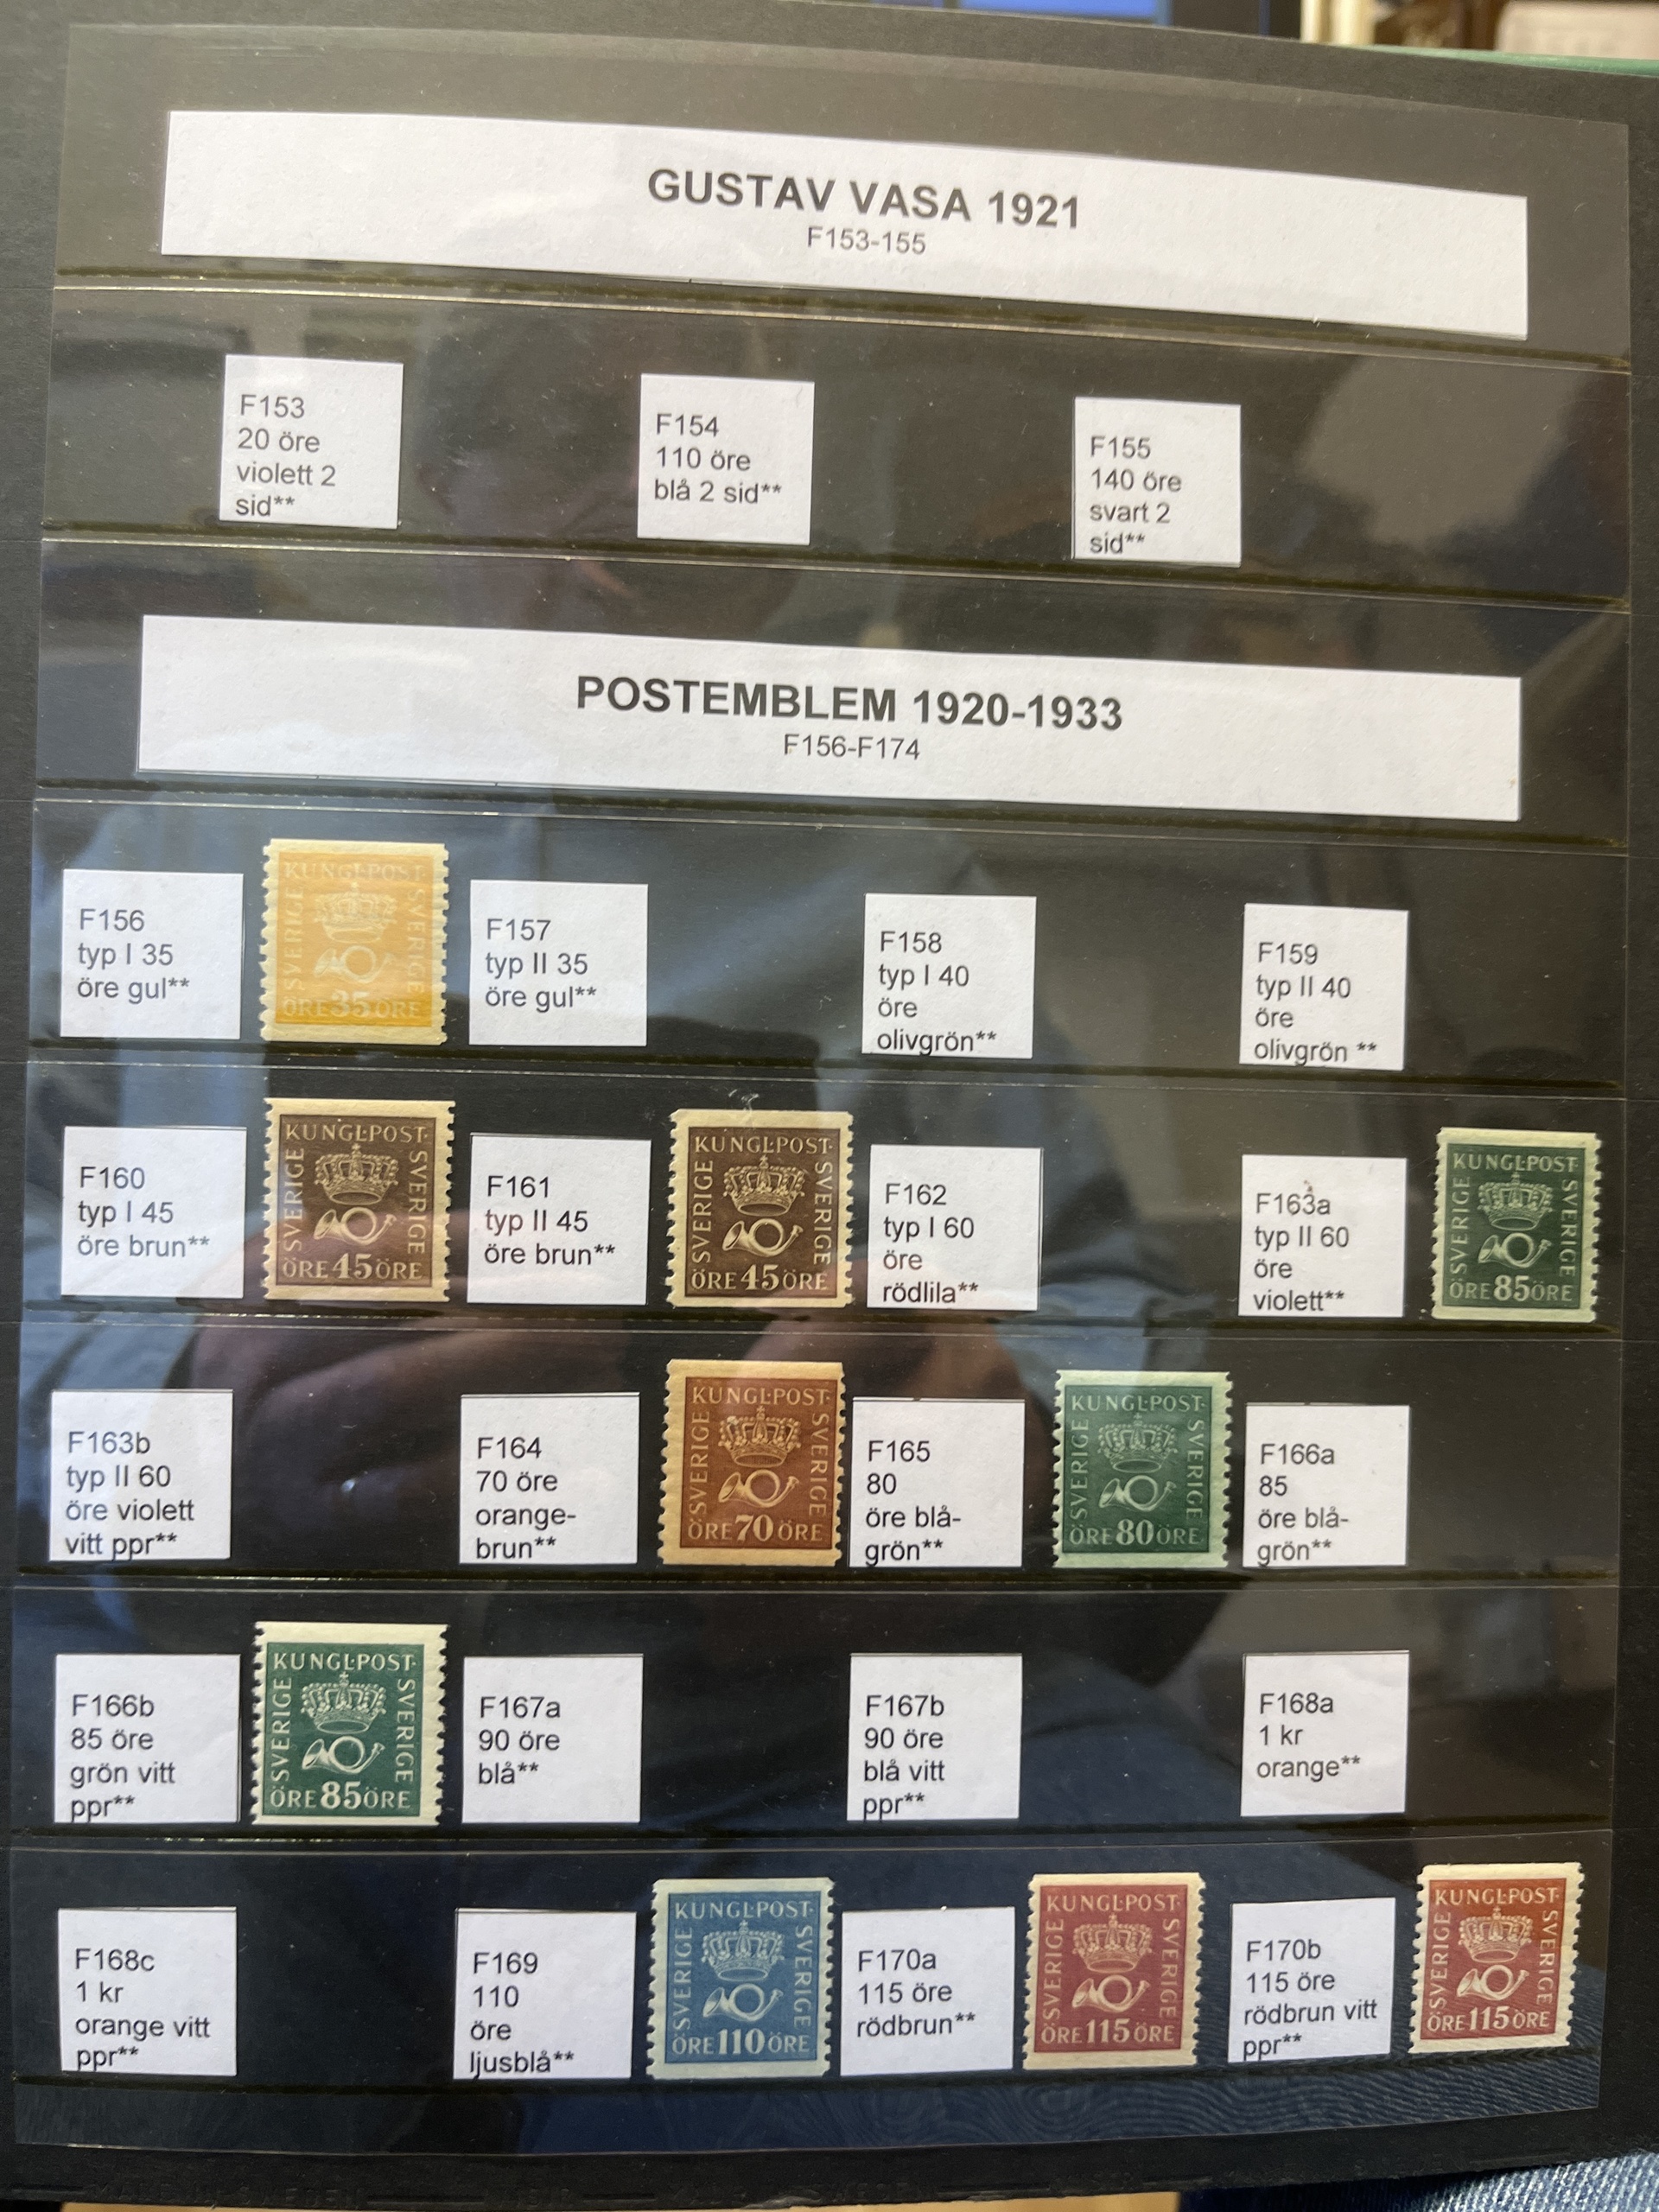 GUSTAV VASA 1921
F153-155
F153
20 öre
violett 2
sid**
F154
110 öre
blå 2 sid**
F155
140 öre
svart 2
sid**
POSTEMBLEM 1920-1933
F156-F174
F156
typ I 35
öre gul**
KUNGL·POST·
SVERIGE
SVERIGE
ÖRE 35 ÖRE
F157
typ II 35
öre gul**
F158
typ I 40
öre
olivgrön**
F159
typ II 40
öre
olivgrön **
F160
typ I 45
öre brun**
KUNGL·POST·
SVERIGE
SVERIGE
ÖRE 45 ÖRE
F161
typ II 45
öre brun**
KUNGL·POST·
SVERIGE
SVERIGE
ÖRE 45 ÖRE
F162
typ I 60
öre
rödlila**
F163a
typ II 60
öre
violett**
KUNGL·POST·
SVERIGE
SVERIGE
ÖRE 85 ÖRE
F163b
typ II 60
öre violett
vitt ppr**
F164
70 öre
orange-
brun**
KUNGL·POST·
SVERIGE
SVERIGE
ÖRE 70 ÖRE
F165
80
öre blå-
grön**
KUNGL·POST·
SVERIGE
SVERIGE
ÖRE 80 ÖRE
F166a
85
öre blå-
grön**
F166b
85 öre
grön vitt
ppr**
KUNGL·POST·
SVERIGE
SVERIGE
ÖRE 85 ÖRE
F167a
90 öre
blå**
F167b
90 öre
blå vitt
ppr**
F168a
1 kr
orange**
F168c
1 kr
orange vitt
ppr**
F169
110
öre
ljusblå**
KUNGL·POST·
SVERIGE
SVERIGE
ÖRE 110 ÖRE
F170a
115 öre
rödbrun**
KUNGL·POST·
SVERIGE
SVERIGE
ÖRE 115 ÖRE
F170b
115 öre
rödbrun vitt
ppr**
KUNGL·POST·
SVERIGE
SVERIGE
ÖRE 115 ÖRE